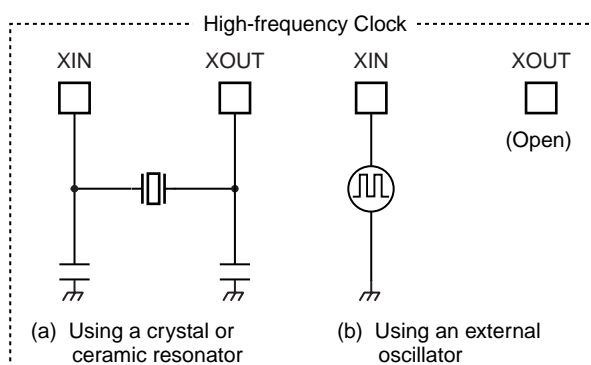 High-frequency Clock
XIN XOUT XIN XOUT
(Open)
(a) Using a crystal or
ceramic resonator
(b) Using an external
oscillator